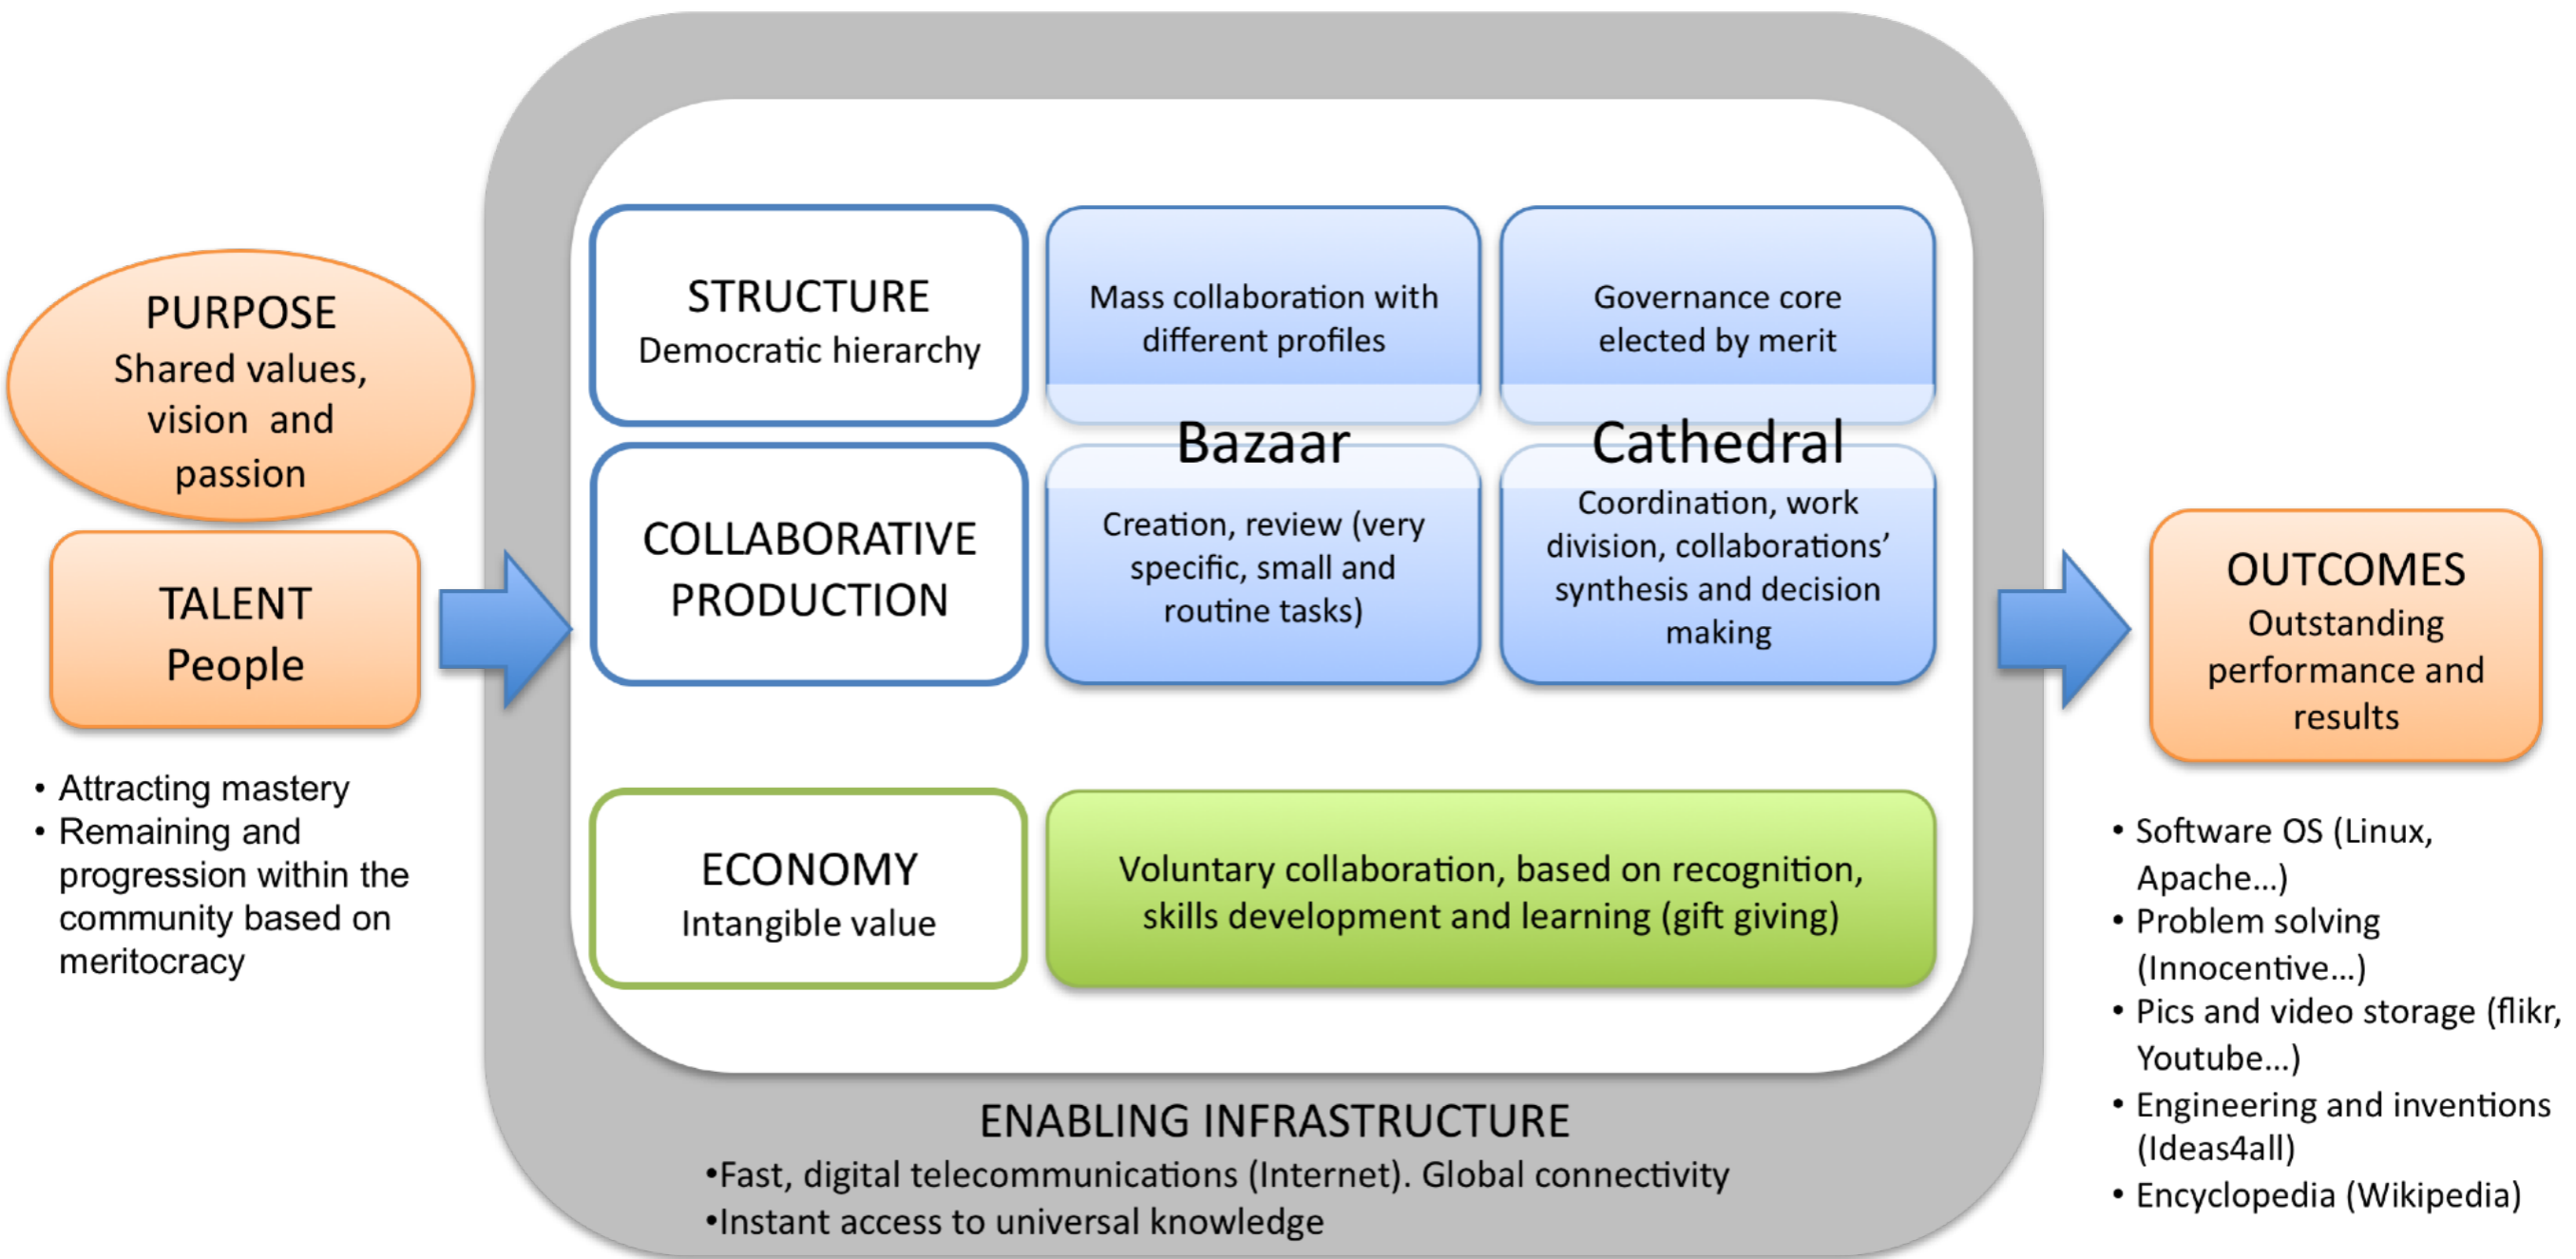 PURPOSE
Shared values,
vision and
passion
TALENT
People
• Attracting mastery
• Remaining and
progression within the
community based on
meritocracy
STRUCTURE
Democratic hierarchy
Mass collaboration with
different profiles
Governance core
elected by merit
Bazaar
Cathedral
COLLABORATIVE
PRODUCTION
Creation, review (very
specific, small and
routine tasks)
Coordination, work
division, collaborations’
synthesis and decision
making
ECONOMY
Intangible value
Voluntary collaboration, based on recognition,
skills development and learning (gift giving)
ENABLING INFRASTRUCTURE
•Fast, digital telecommunications (Internet). Global connectivity
•Instant access to universal knowledge
OUTCOMES
Outstanding
performance and
results
• Software OS (Linux,
Apache...)
• Problem solving
(Innocentive...)
• Pics and video storage (flikr,
Youtube...)
• Engineering and inventions
(Ideas4all)
• Encyclopedia (Wikipedia)